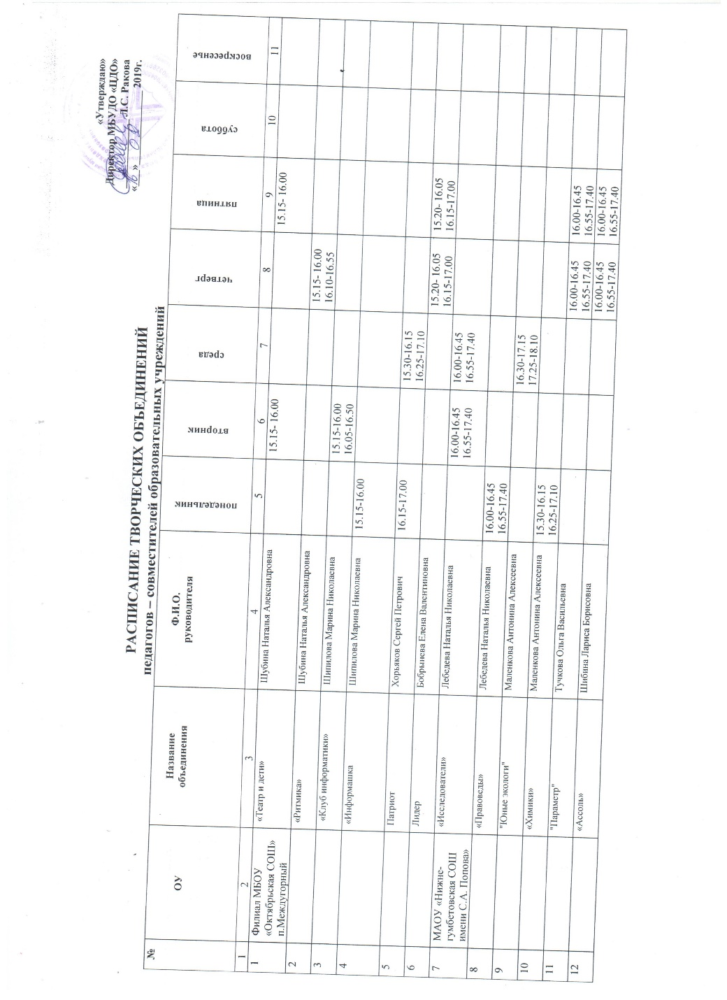 «Утверждаю»
Директор МБУДО «ЦДО»
Л.С. Ракова
« » 2019г.
РАСПИСАНИЕ ТВОРЧЕСКИХ ОБЪЕДИНЕНИЙ
педагогов – совместителей образовательных учреждений
№ ОУ Название объединения Ф.И.О. руководителя понедельник вторник среда четверг пятница суббота воскресенье
1 2 3 4 5 6 7 8 9 10 11
1 Филиал МБОУ «Октябрьская СОШ» п.Междугорный «Театр и дети» Шубина Наталья Александровна 15.15- 16.00 15.15- 16.00
2 «Ритмика» Шубина Наталья Александровна 15.15- 16.00 16.10-16.55
3 «Клуб информатики» Шипилова Марина Николаевна 15.15-16.00 16.05-16.50
4 «Информашка Шипилова Марина Николаевна 15.15-16.00
5 Патриот Хорьяков Сергей Петрович 16.15-17.00 15.30-16.15 16.25-17.10
6 Лидер Бобрынева Елена Валентиновна 15.20- 16.05 16.15-17.00 15.20- 16.05 16.15-17.00
7 МАОУ «Нижне- гумбетовская СОШ имени С.А. Попова» «Исследователи» Лебедева Наталья Николаевна 16.00-16.45 16.55-17.40 16.00-16.45 16.55-17.40
8 «Правоведы» Лебедева Наталья Николаевна 16.00-16.45 16.55-17.40
9 "Юные экологи" Маленкова Антонина Алексеевна 16.30-17.15 17.25-18.10
10 «Химики» Маленкова Антонина Алексеевна 15.30-16.15 16.25-17.10
11 "Параметр" Тучкова Ольга Васильевна 16.00-16.45 16.55-17.40 16.00-16.45 16.55-17.40
12 «Ассоль» Шибина Лариса Борисовна 16.00-16.45 16.55-17.40 16.00-16.45 16.55-17.40